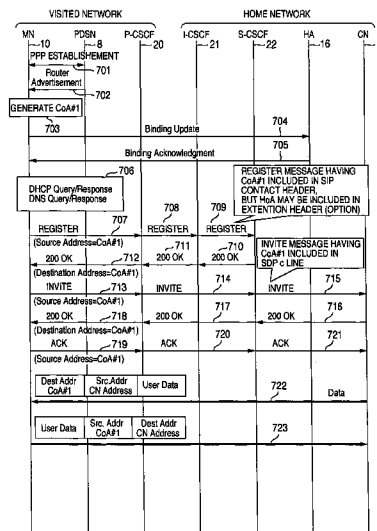 VISITED NETWORK
HOME NETWORK
MN PDSN P-CSCF I-CSCF S-CSCF HA CN
10 8 20 21 22 16
PPP ESTABLISHEMENT
701
Router
Advertisement
702
GENERATE CoA#1
703
704
Binding Update
705
Binding Acknowledgment
706
DHCP Query/Response
DNS Query/Response
REGISTER MESSAGE HAVING
CoA#1 INCLUDED IN SIP
CONTACT HEADER,
BUT HoA MAY BE INCLUDED IN
EXTENTION HEADER (OPTION)
707 708 709
REGISTER REGISTER REGISTER
(Source Address=CoA#1)
INVITE MESSAGE HAVING
CoA#1 INCLUDED IN
SDP c LINE
712 711 710
200 OK 200 OK 200 OK
(Destination Address=CoA#1)
INVITE 713 INVITE 714 INVITE 715
(Source Address=CoA#1)
200 OK 718 200 OK 717 200 OK 716
(Destination Address=CoA#1)
ACK 719 ACK 720 ACK 721
(Source Address=CoA#1)
Dest Addr
CoA#1
Src.Addr
CN Address
User Data
722
Data
User Data
Src. Addr
CoA#1
Dest Addr
CN Address
723